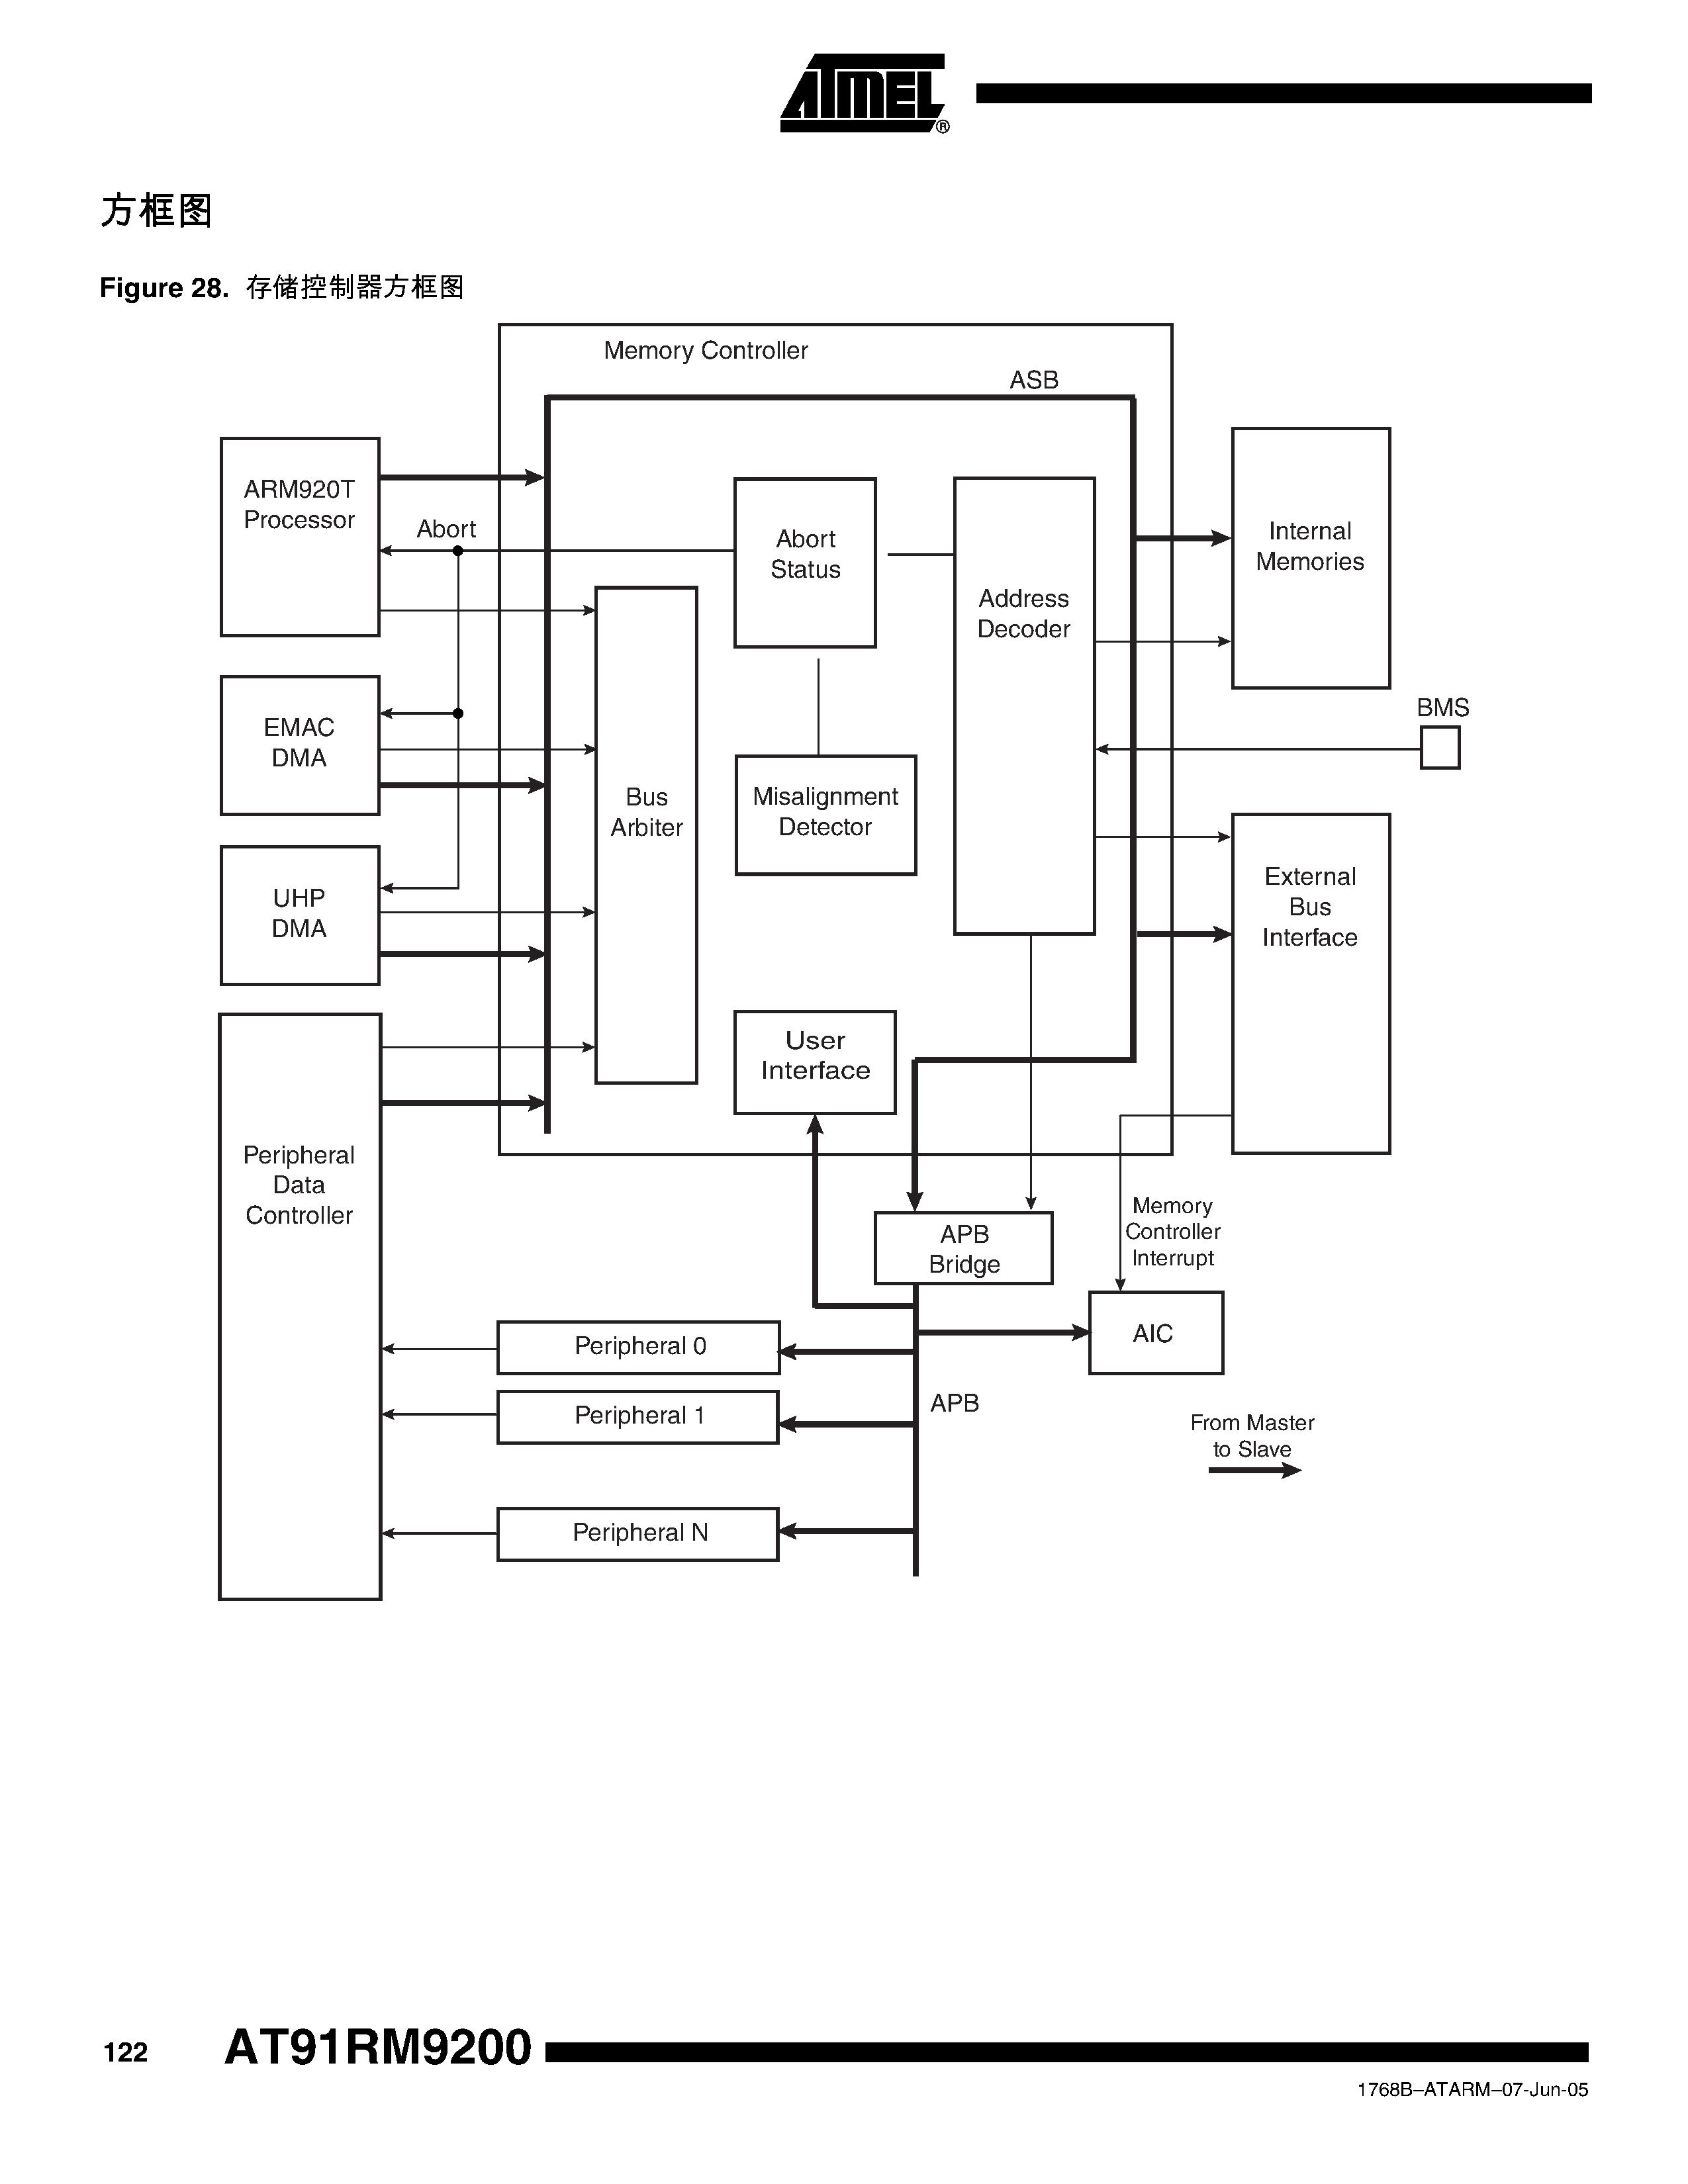 ATMEL®
方框图
Figure 28. 存储控制器方框图
Memory Controller
ASB
ARM920T
Processor
Abort
Abort
Status
Address
Decoder
Internal
Memories
BMS
EMAC
DMA
Bus
Arbiter
Misalignment
Detector
UHP
DMA
External
Bus
Interface
User
Interface
Peripheral
Data
Controller
APB
Bridge
Memory
Controller
Interrupt
AIC
Peripheral 0
Peripheral 1
APB
From Master
to Slave
Peripheral N
122 AT91RM9200
1768B–ATARM–07-Jun-05